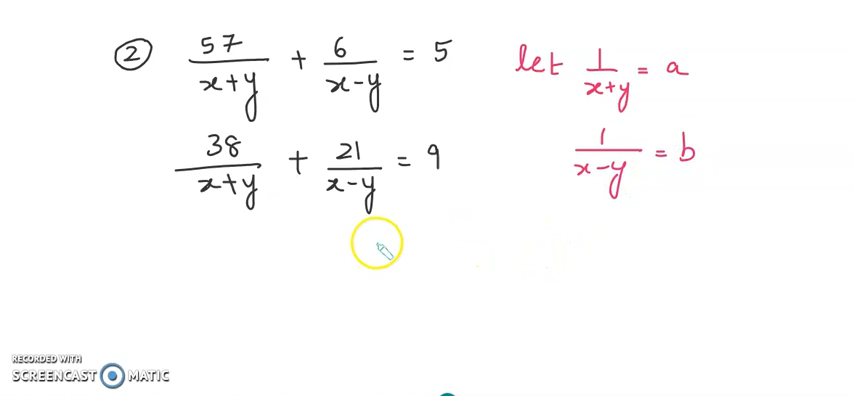 ② 57/(x+y) + 6/(x-y) = 5
let 1/(x+y) = a
38/(x+y) + 21/(x-y) = 9
1/(x-y) = b
RECORDED WITH
SCREENCAST MATIC